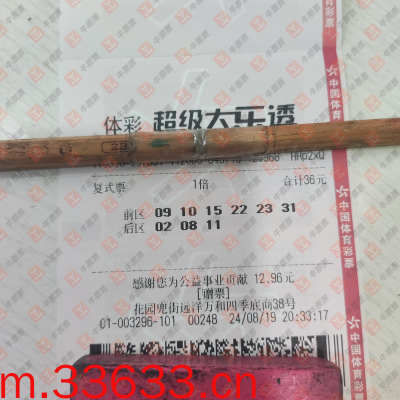 体彩 超级大乐透
复式票 1倍 合计36元
前区 09 10 15 22 23 31
后区 02 08 11
感谢您为公益事业贡献 12.96元
[赠票]
花园兜街远洋万和四季底商38号
01-003296-101 00248 24/08/19 20:33:17
中国体育彩票
m.33633.cn